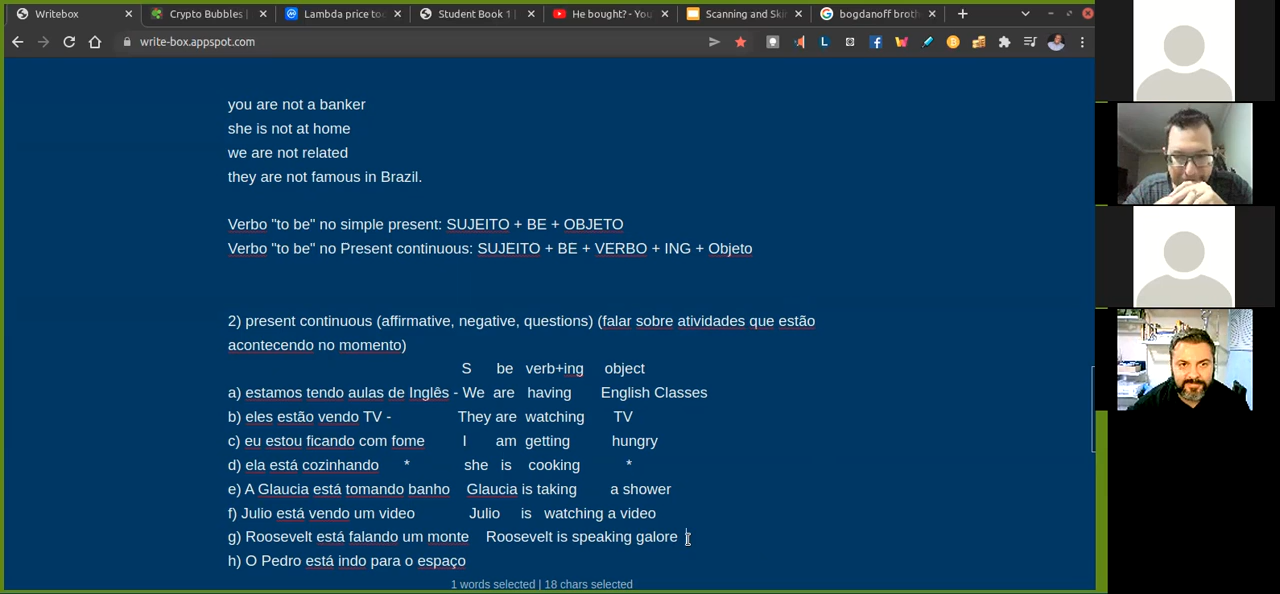 Writebox
Crypto Bubbles
Lambda price to
Student Book 1
He bought? - You
Scanning and Ski
bogdanoff broth
write-box.appspot.com
you are not a banker
she is not at home
we are not related
they are not famous in Brazil.
Verbo "to be" no simple present: SUJEITO + BE + OBJETO
Verbo "to be" no Present continuous: SUJEITO + BE + VERBO + ING + Objeto
2) present continuous (affirmative, negative, questions) (falar sobre atividades que estão
acontecendo no momento)
S be verb+ing object
a) estamos tendo aulas de Inglês - We are having English Classes
b) eles estão vendo TV - They are watching TV
c) eu estou ficando com fome I am getting hungry
d) ela está cozinhando * she is cooking *
e) A Glaucia está tomando banho Glaucia is taking a shower
f) Julio está vendo um video Julio is watching a video
g) Roosevelt está falando um monte Roosevelt is speaking galore
h) O Pedro está indo para o espaço
1 words selected | 18 chars selected